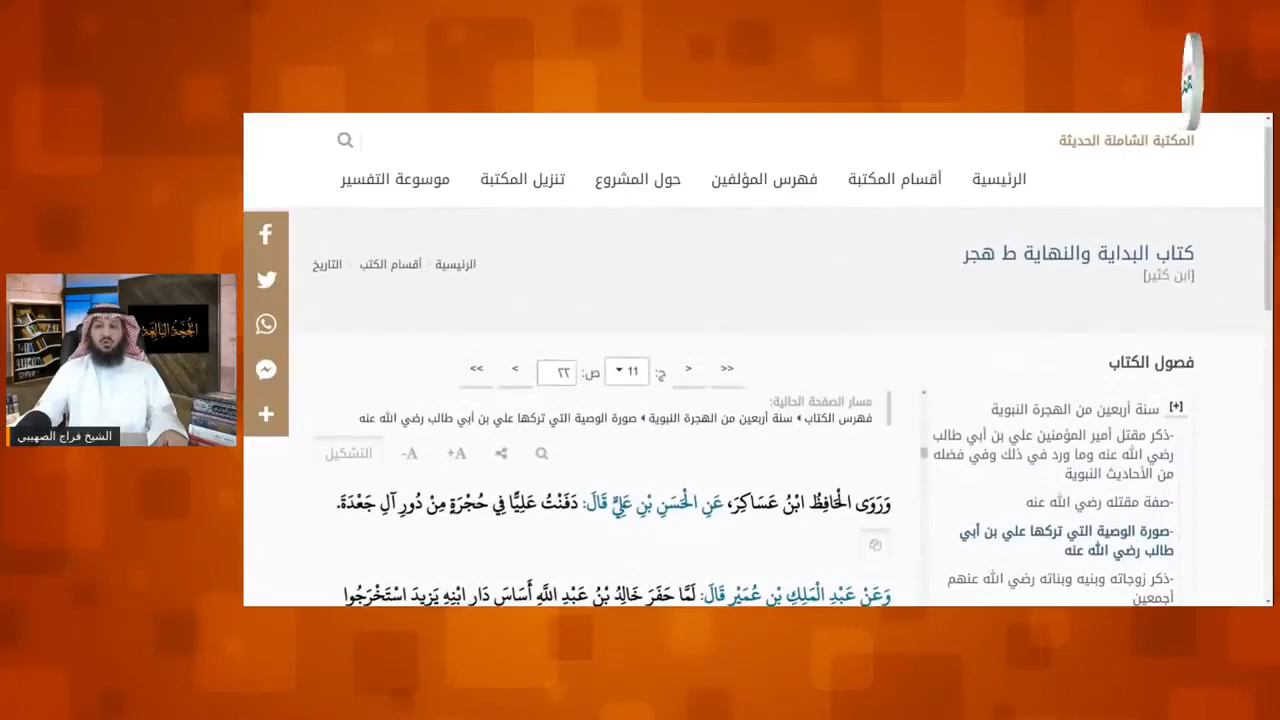 المكتبة الشاملة الحديثة
الرئيسية أقسام المكتبة فهرس المؤلفين حول المشروع تنزيل المكتبة موسوعة التفسير
كتاب البداية والنهاية ط هجر
[ابن كثير]
الرئيسية - أقسام الكتب - التاريخ
فصول الكتاب
[+] سنة أربعين من الهجرة النبوية
-ذكر مقتل أمير المؤمنين علي بن أبي طالب
رضي الله عنه وما ورد في ذلك وفي فضله
من الأحاديث النبوية
-صفة مقتله رضي الله عنه
-صورة الوصية التي تركها علي بن أبي
طالب رضي الله عنه
-ذكر زوجاته وبنيه وبناته رضي الله عنهم
أجمعين
>> > ج: 11 ص: ٢٢ < <<
مسار الصفحة الحالية:
فهرس الكتاب سنة أربعين من الهجرة النبوية صورة الوصية التي تركها علي بن أبي طالب رضي الله عنه
A+ A- التشكيل
وَرَوَى الْحَافِظُ ابْنُ عَسَاكِرَ، عَنِ الْحَسَنِ بْنِ عَلِيٍّ قَالَ: دَفَنْتُ عَلِيًّا فِي حُجْرَةٍ مِنْ دُورِ آلِ جَعْدَةَ.
وَعَنْ عَبْدِ الْمَلِكِ بْنِ عُمَيْرٍ قَالَ: لَمَّا حَفَرَ خَالِدُ بْنُ عَبْدِ اللَّهِ أَسَاسَ دَارِ ابْنِهِ يَزِيدَ اسْتَخْرَجُوا
الحجة البالغة
الشيخ فراج الصهيبي